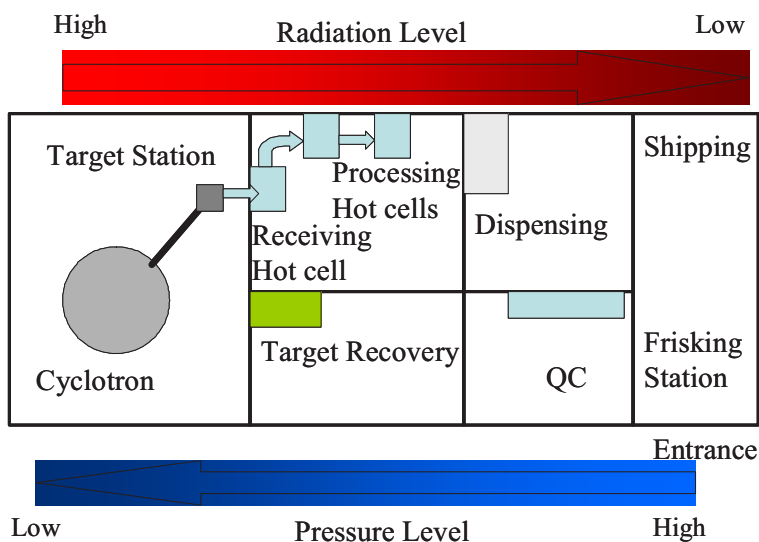 High
Radiation Level
Low
Target Station
Shipping
Processing
Hot cells
Dispensing
Receiving
Hot cell
Target Recovery
Frisking
Station
Cyclotron
QC
Entrance
Low
Pressure Level
High